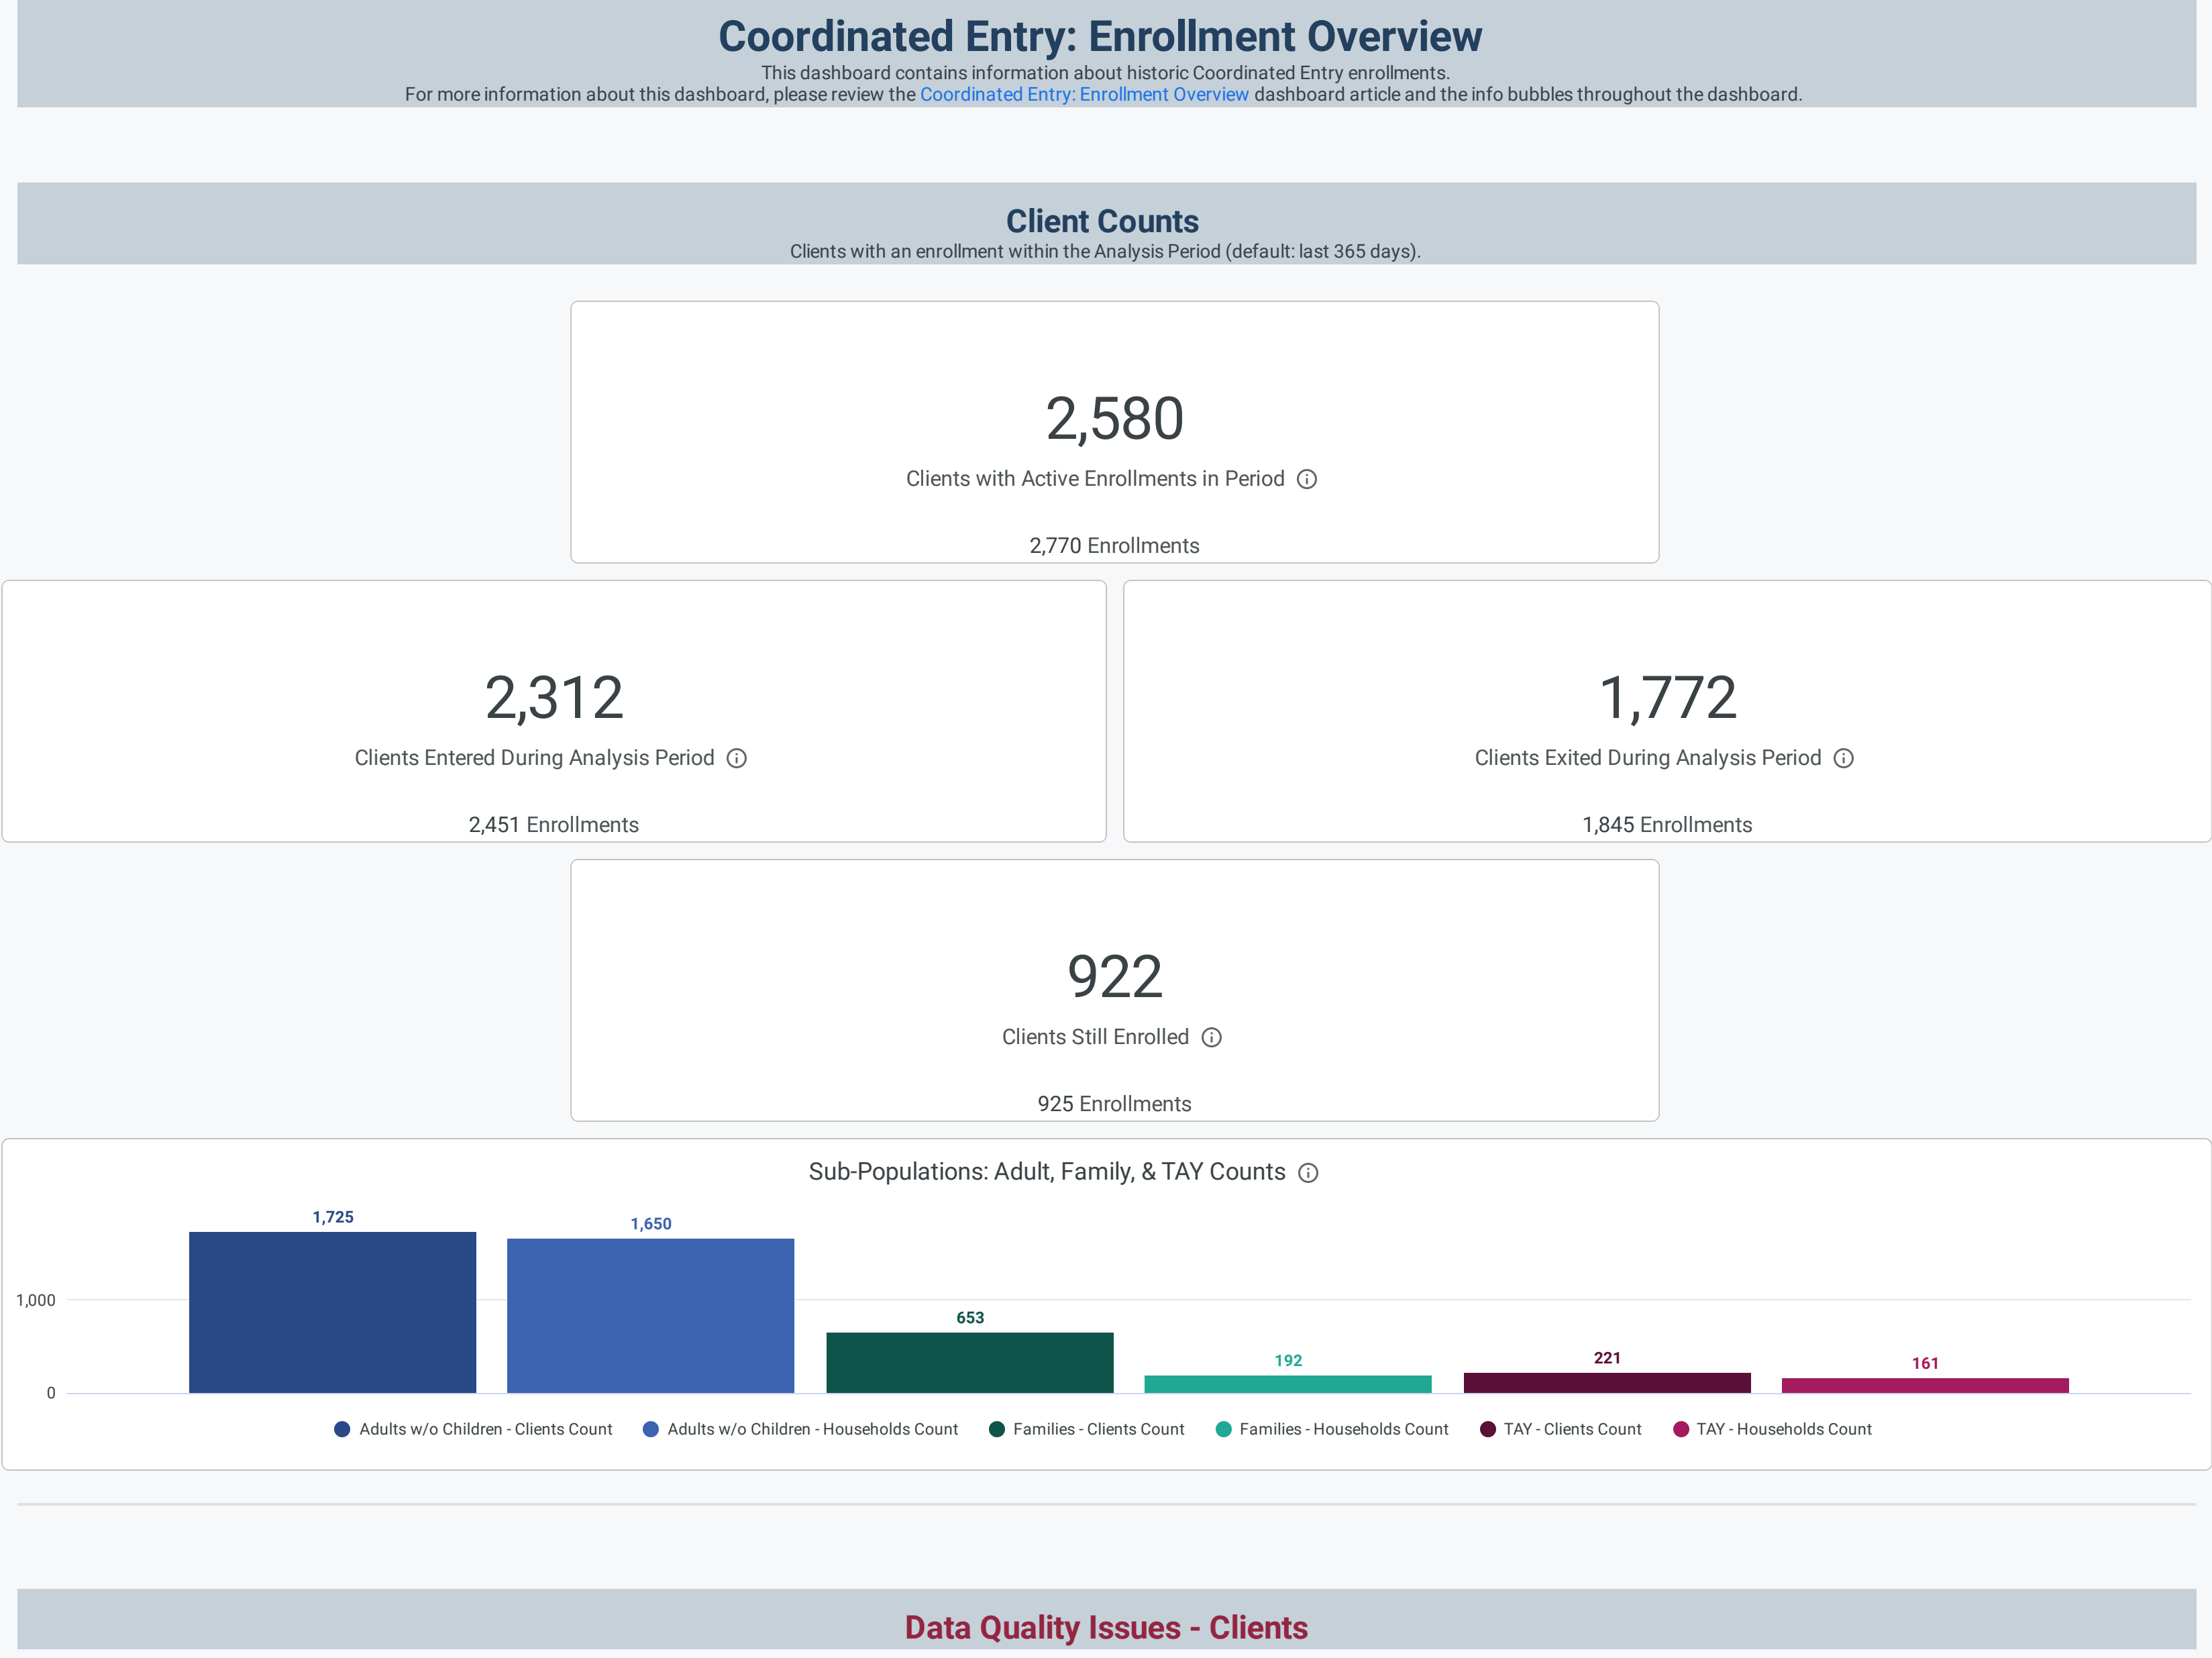 Coordinated Entry: Enrollment Overview
This dashboard contains information about historic Coordinated Entry enrollments.
For more information about this dashboard, please review the Coordinated Entry: Enrollment Overview dashboard article and the info bubbles throughout the dashboard.
Client Counts
Clients with an enrollment within the Analysis Period (default: last 365 days).
2,580
Clients with Active Enrollments in Period
2,770 Enrollments
2,312
Clients Entered During Analysis Period
2,451 Enrollments
1,772
Clients Exited During Analysis Period
1,845 Enrollments
922
Clients Still Enrolled
925 Enrollments
Sub-Populations: Adult, Family, & TAY Counts
1,725
1,650
653
192
221
161
1,000
0
Adults w/o Children - Clients Count
Adults w/o Children - Households Count
Families - Clients Count
Families - Households Count
TAY - Clients Count
TAY - Households Count
Data Quality Issues - Clients